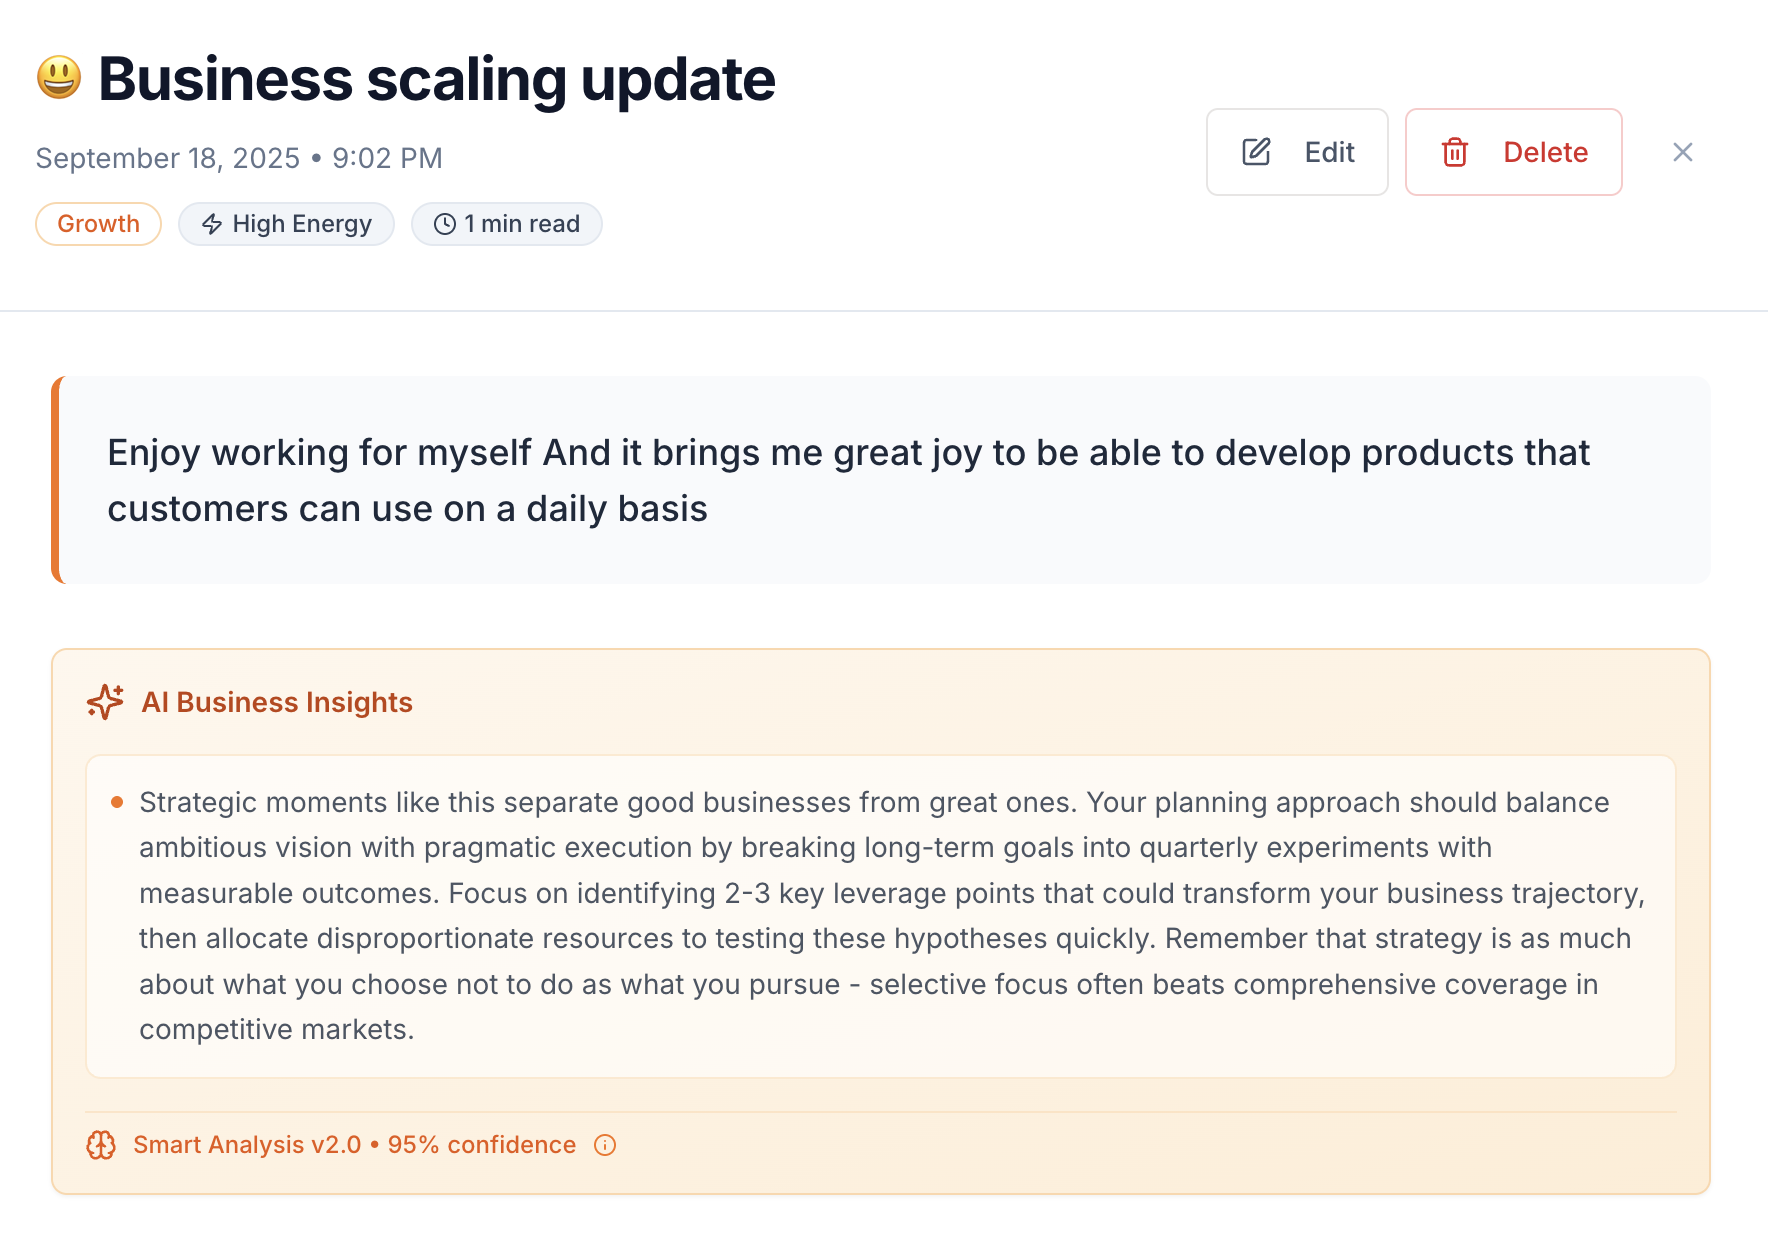 😃 Business scaling update
September 18, 2025 • 9:02 PM
Edit
Delete
Growth
High Energy
1 min read
Enjoy working for myself And it brings me great joy to be able to develop products that
customers can use on a daily basis
AI Business Insights
• Strategic moments like this separate good businesses from great ones. Your planning approach should balance
ambitious vision with pragmatic execution by breaking long-term goals into quarterly experiments with
measurable outcomes. Focus on identifying 2-3 key leverage points that could transform your business trajectory,
then allocate disproportionate resources to testing these hypotheses quickly. Remember that strategy is as much
about what you choose not to do as what you pursue - selective focus often beats comprehensive coverage in
competitive markets.
Smart Analysis v2.0 • 95% confidence